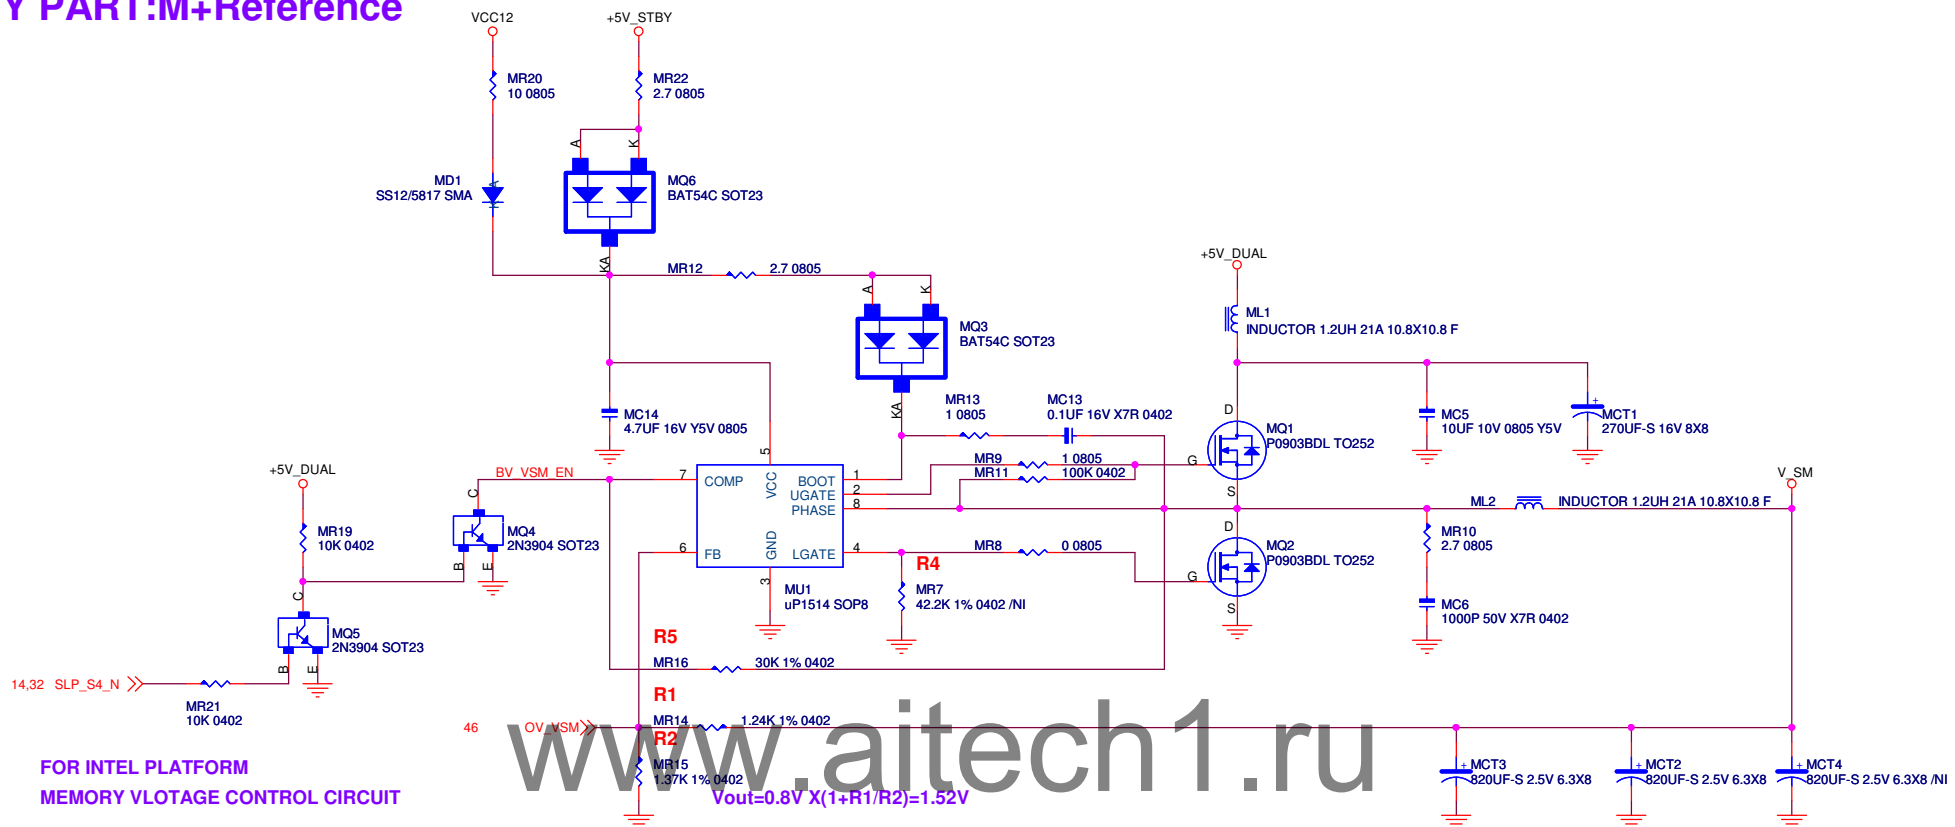 Y PART:M+Reference
VCC12
+5V_STBY
MR20
10 0805
MR22
2.7 0805
A
K
MD1
SS12/5817 SMA
MQ6
BAT54C SOT23
KA
MR12
2.7 0805
A
K
+5V_DUAL
ML1
INDUCTOR 1.2UH 21A 10.8X10.8 F
MQ3
BAT54C SOT23
KA
MC14
4.7UF 16V Y5V 0805
MR13
1 0805
MC13
0.1UF 16V X7R 0402
D
MQ1
P0903BDL TO252
G
S
MC5
10UF 10V 0805 Y5V
+
MCT1
270UF-S 16V 8X8
+5V_DUAL
BV_VSM_EN
7
COMP
5
VCC
BOOT
1
UGATE
2
PHASE
8
MR9
1 0805
MR11
100K 0402
V_SM
ML2
INDUCTOR 1.2UH 21A 10.8X10.8 F
MR19
10K 0402
C
MQ4
2N3904 SOT23
B
E
6
FB
GND
3
LGATE
4
MR8
0 0805
D
MQ2
P0903BDL TO252
G
S
MR10
2.7 0805
MU1
uP1514 SOP8
R4
MR7
42.2K 1% 0402 /NI
MC6
1000P 50V X7R 0402
C
MQ5
2N3904 SOT23
B
E
14,32 SLP_S4_N
MR21
10K 0402
R5
MR16
30K 1% 0402
R1
MR14
1.24K 1% 0402
46
OV_VSM
R2
MR15
1.37K 1% 0402
www.aitech1.ru
+
MCT3
820UF-S 2.5V 6.3X8
+
MCT2
820UF-S 2.5V 6.3X8
+
MCT4
820UF-S 2.5V 6.3X8 /NI
FOR INTEL PLATFORM
MEMORY VLOTAGE CONTROL CIRCUIT
Vout=0.8V X(1+R1/R2)=1.52V